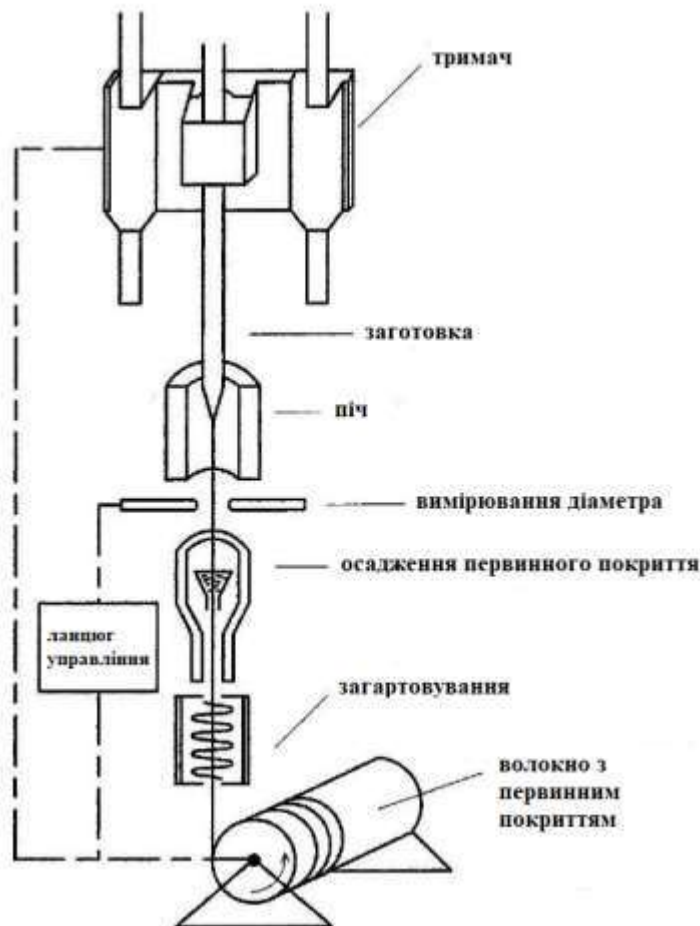 тримач
заготовка
піч
вимірювання діаметра
осадження первинного покриття
ланцюг
управління
загартовування
волокно з
первинним
покриттям